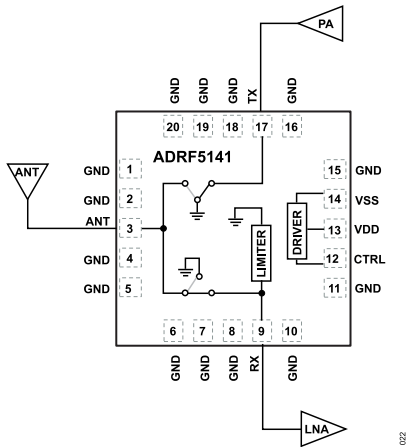 PA
GND
GND
GND
TX
GND
20
19
18
17
16
ADRF5141
ANT
GND
1
GND
2
ANT
3
GND
4
GND
5
15
GND
14
VSS
13
VDD
12
CTRL
11
GND
DRIVER
LIMITER
6
7
8
9
10
GND
GND
GND
RX
GND
LNA
022